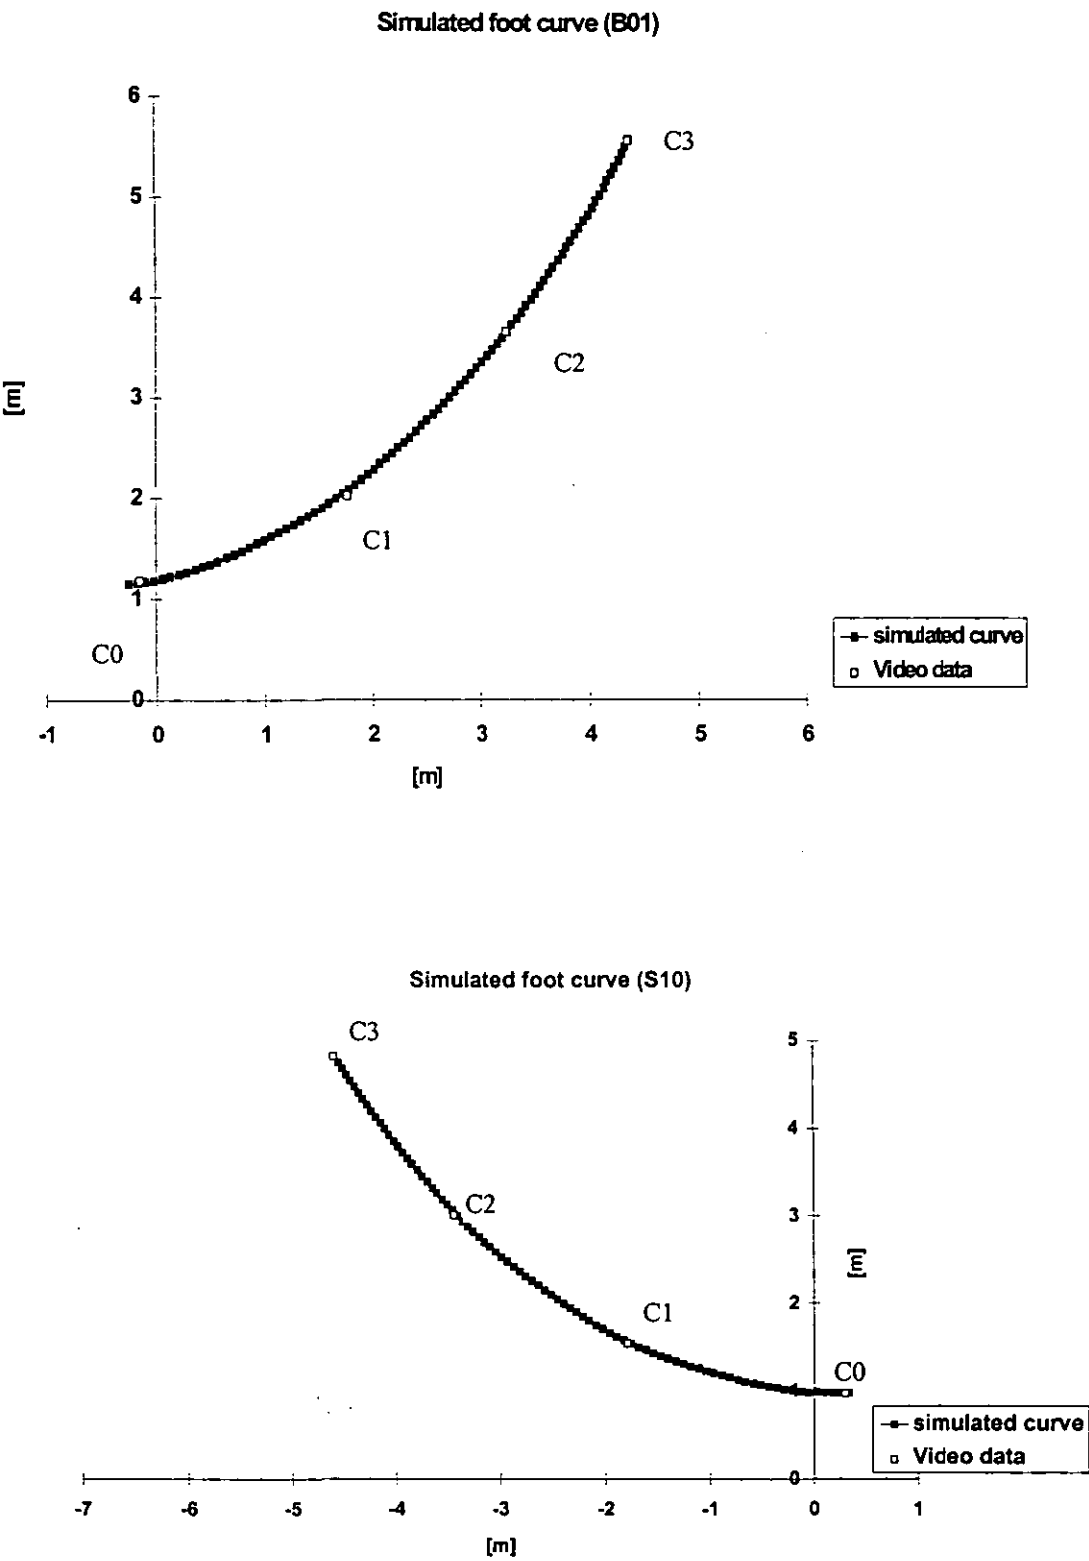 Simulated foot curve (B01)
6
C3
5
4
C2
3
[m]
2
C1
1
simulated curve
C0
Video data
0
-1 0 1 2 3 4 5 6
[m]
Simulated foot curve (S10)
C3
5
4
C2
3
[m]
2
C1
C0
1
simulated curve
Video data
0
-7 -6 -5 -4 -3 -2 -1 0 1
[m]